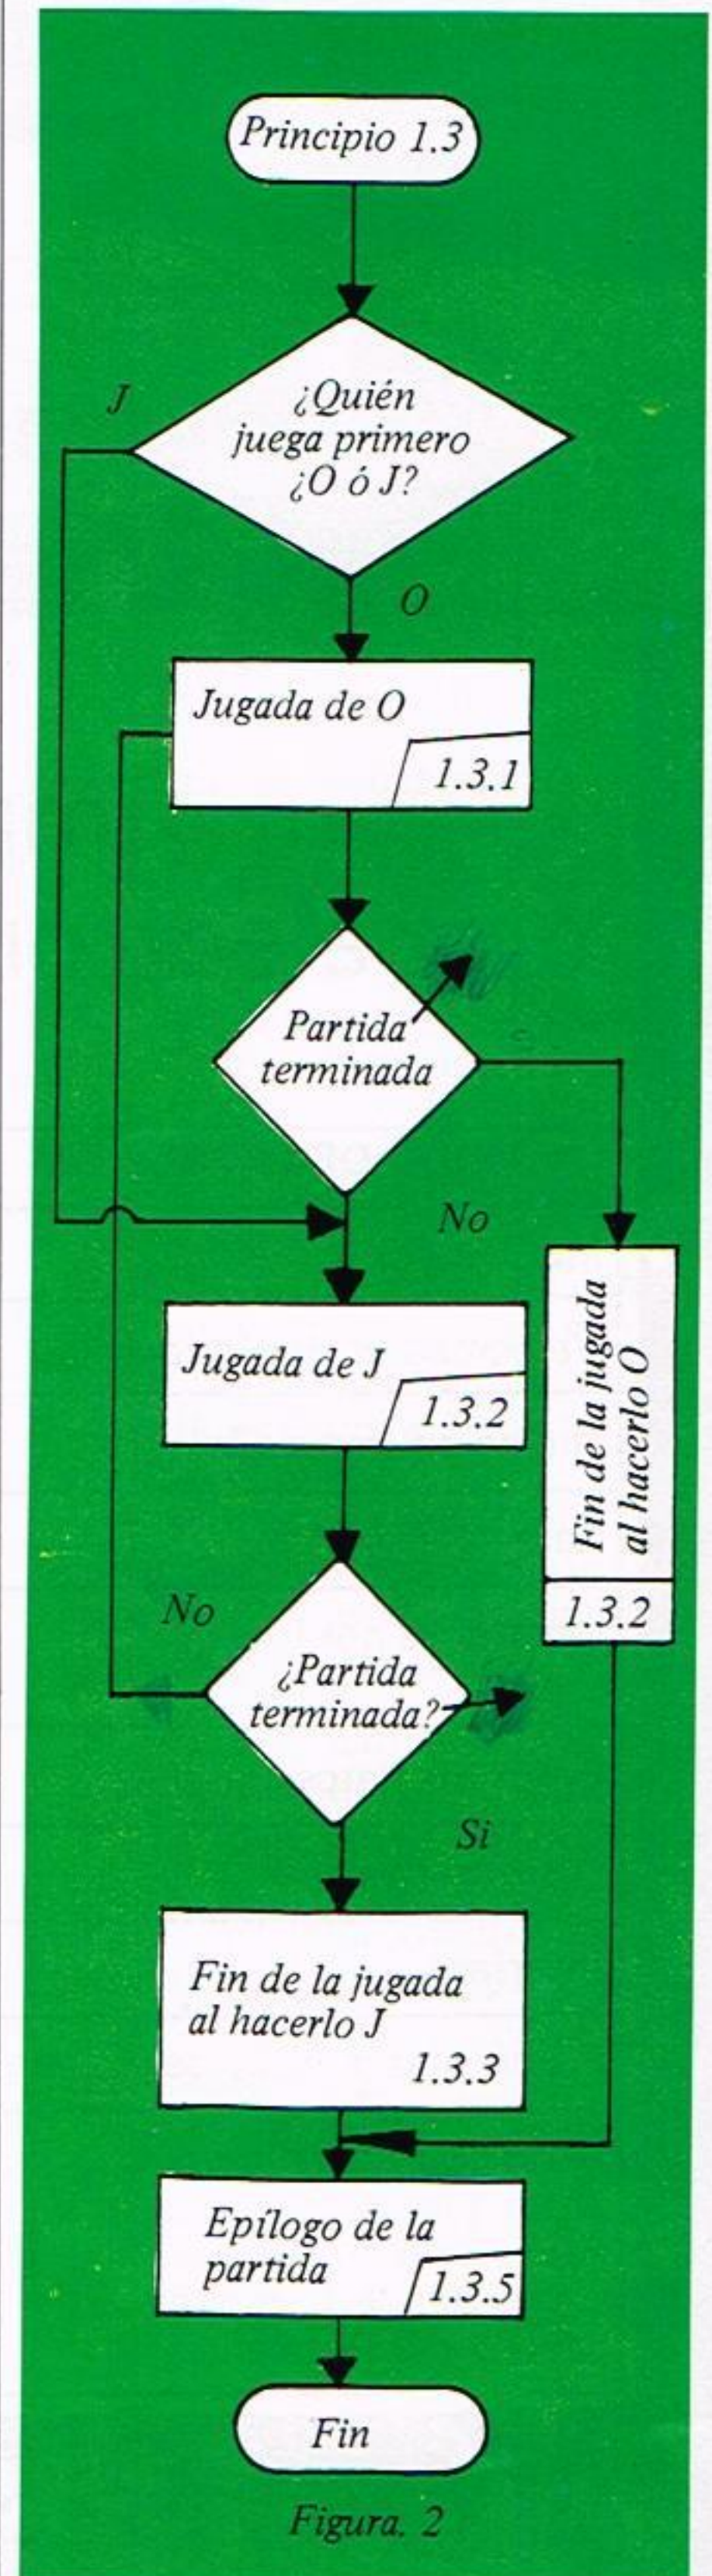 Principio 1.3
¿Quién
juega primero
¿O ó J?
J
O
Jugada de O
1.3.1
Partida
terminada
No
Jugada de J
1.3.2
Fin de la jugada
al hacerlo O
1.3.2
No
¿Partida
terminada?
Si
Fin de la jugada
al hacerlo J
1.3.3
Epílogo de la
partida
1.3.5
Fin
Figura. 2